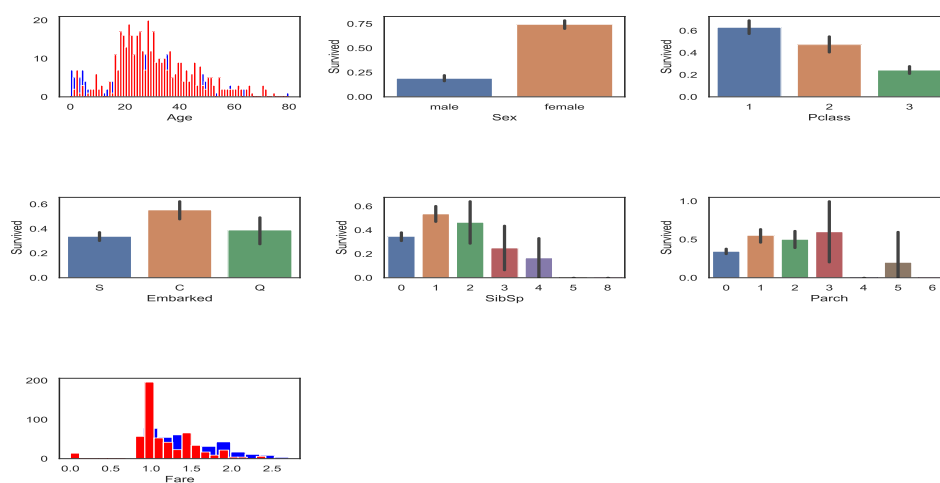 20
10
0
0 20 40 60 80
Age
Survived
0.75
0.50
0.25
0.00
male female
Sex
Survived
0.6
0.4
0.2
0.0
1 2 3
Pclass
Survived
0.6
0.4
0.2
0.0
S C Q
Embarked
Survived
0.6
0.4
0.2
0.0
0 1 2 3 4 5 8
SibSp
Survived
1.0
0.5
0.0
0 1 2 3 4 5 6
Parch
200
100
0
0.0 0.5 1.0 1.5 2.0 2.5
Fare